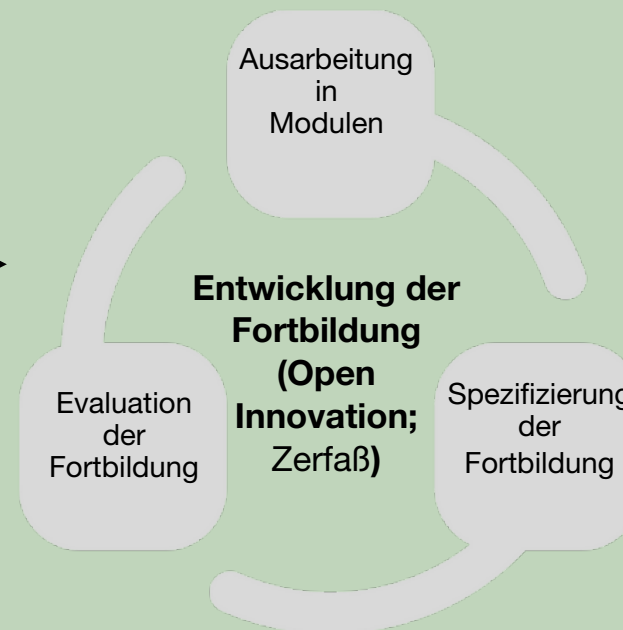 Ausarbeitung
in
Modulen
Entwicklung der
Fortbildung
(Open
Innovation;
Zerfaß)
Evaluation
der
Fortbildung
Spezifizierung
der
Fortbildung